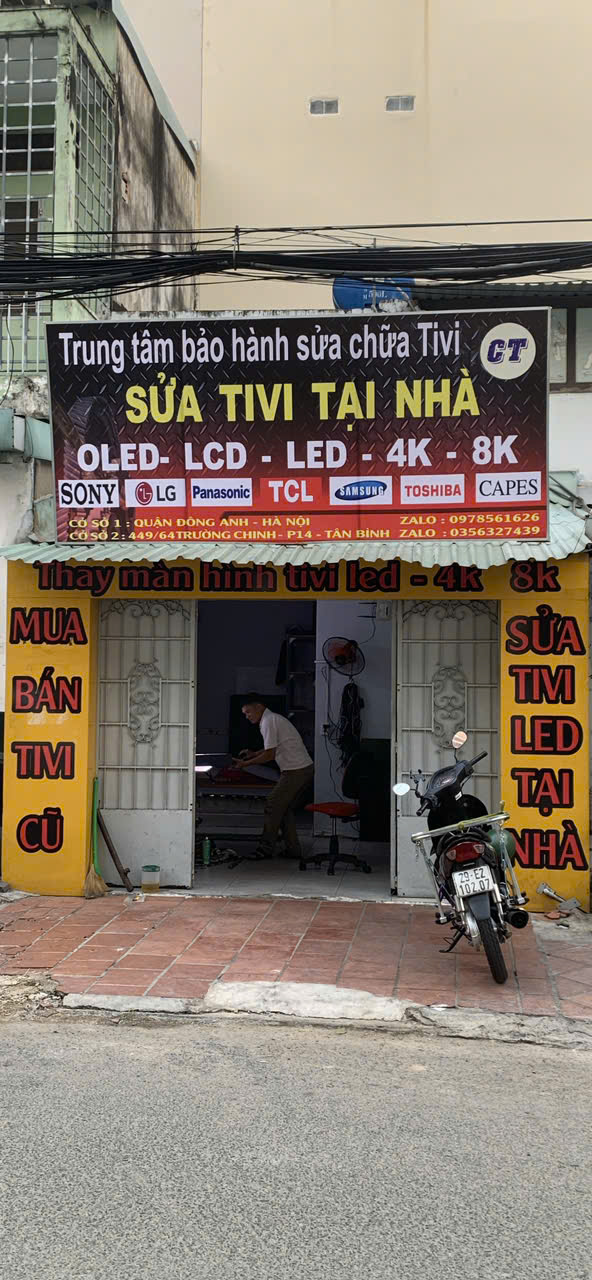 Trung tâm bảo hành sửa chữa Tivi
CT
SỬA TIVI TẠI NHÀ
OLED- LCD - LED - 4K - 8K
SONY LG Panasonic TCL SAMSUNG TOSHIBA CAPES
CƠ SỞ 1 : QUẬN ĐÔNG ANH - HÀ NỘI ZALO : 0978561626
CƠ SỞ 2 : 449/64TRƯỜNG CHINH - P14 - TÂN BÌNH ZALO : 0356327439
Thay màn hình tivi led - 4k 8k
MUA
BÁN
TIVI
CŨ
SỬA
TIVI
LED
TẠI
NHÀ
29-EZ
102.07